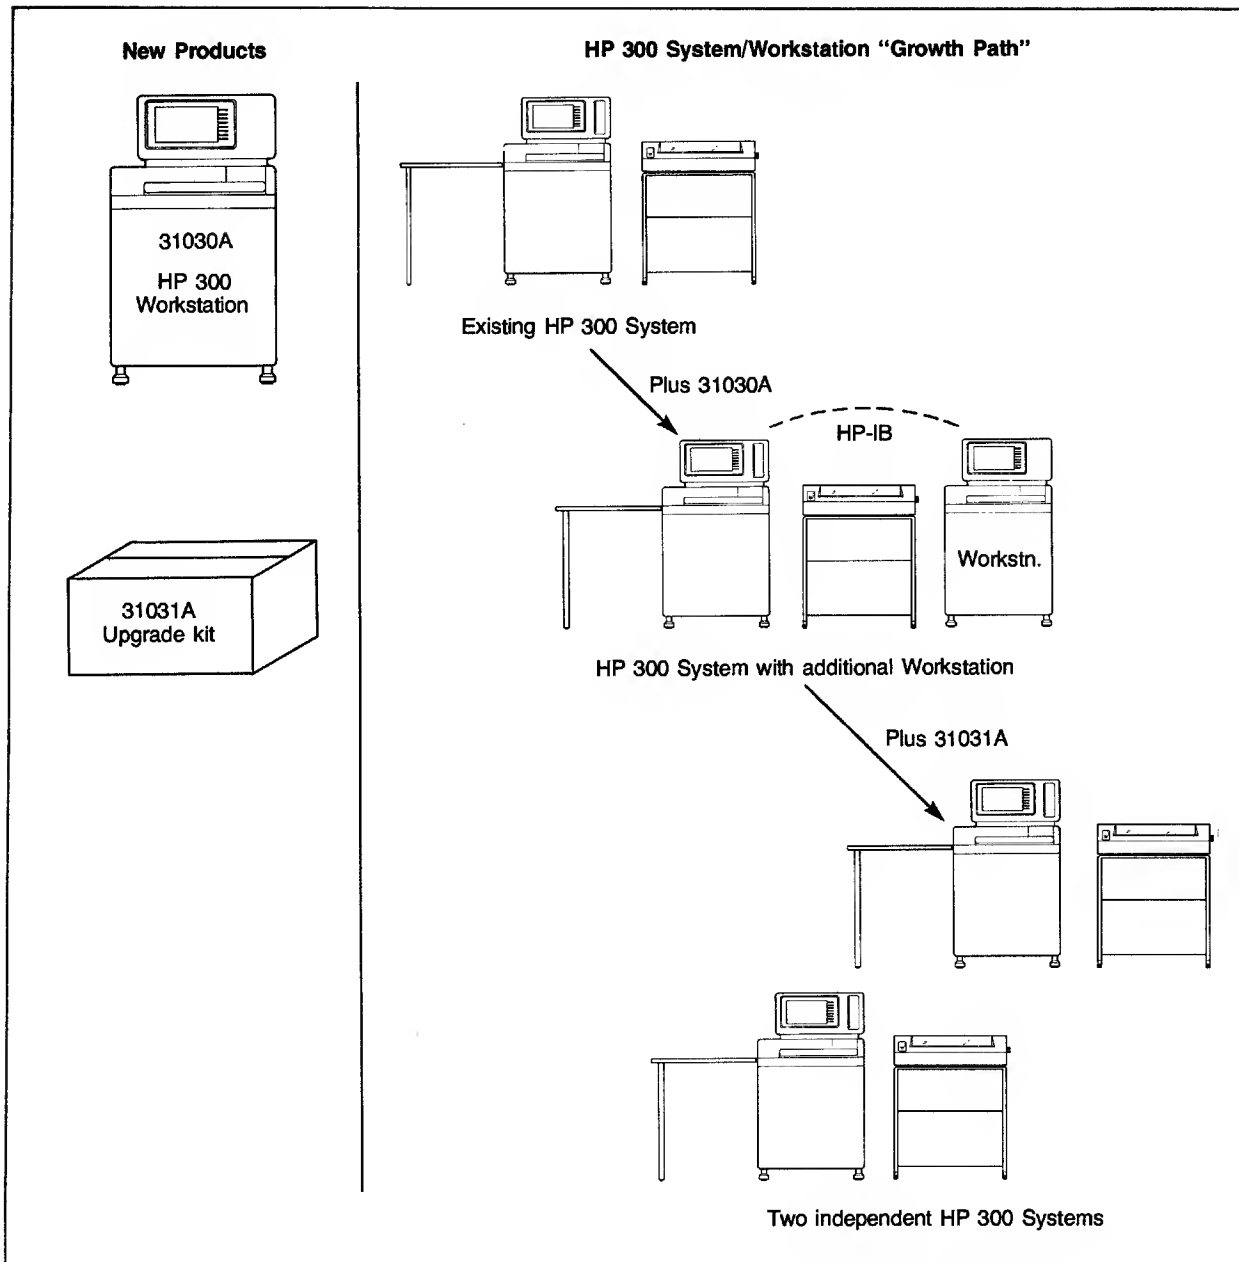 New Products
31030A
HP 300
Workstation
31031A
Upgrade kit
HP 300 System/Workstation “Growth Path”
Existing HP 300 System
Plus 31030A
HP-IB
Workstn.
HP 300 System with additional Workstation
Plus 31031A
Two independent HP 300 Systems